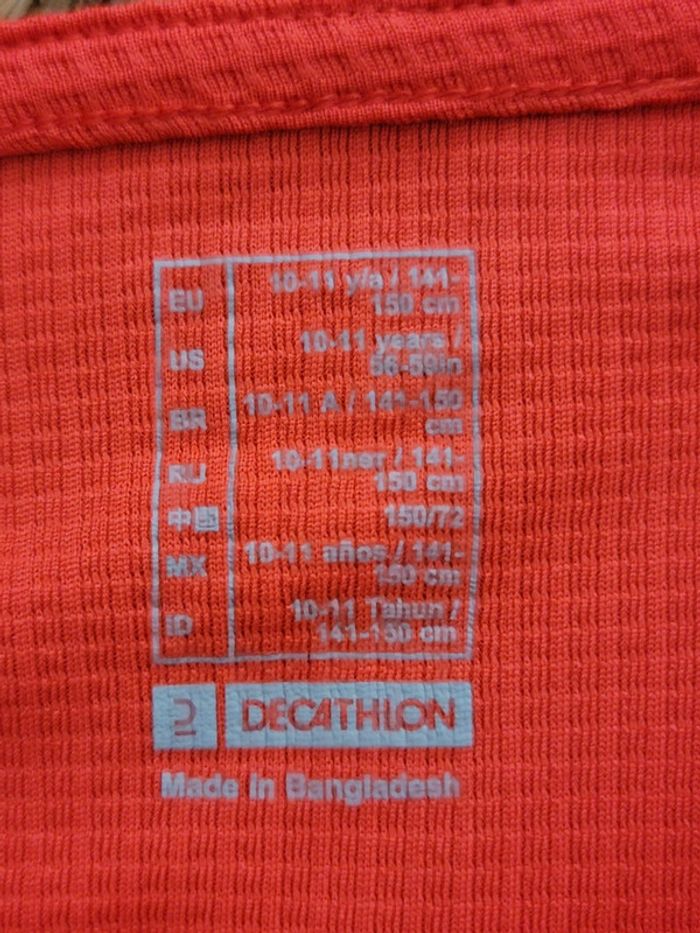 EU 10-11 y/a / 141-
150 cm
US 10-11 years /
56-59in
BR 10-11 A / 141-150
cm
RU 10-11лет / 141-
150 cm
中國 150/72
MX 10-11 años / 141-
150 cm
ID 10-11 Tahun /
141-150 cm
DECATHLON
Made in Bangladesh